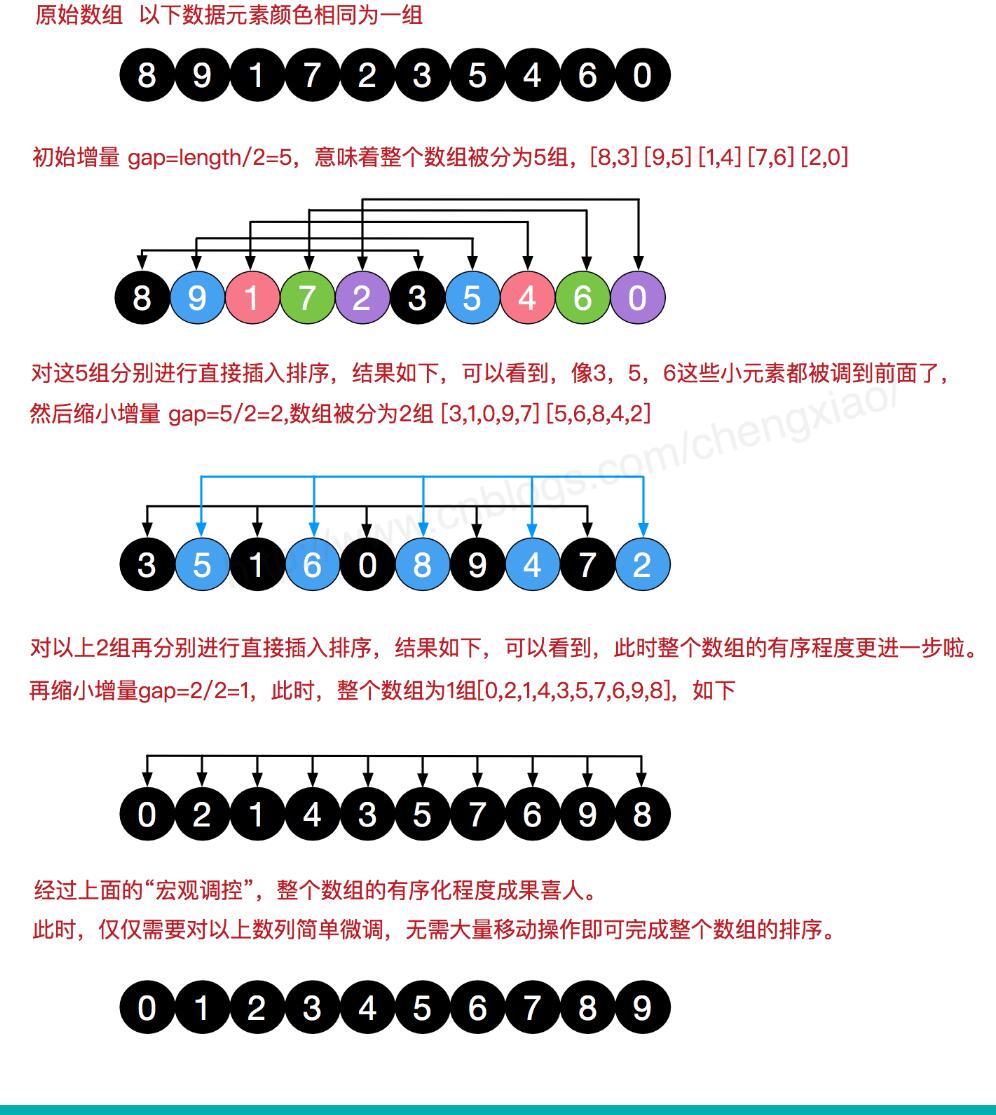 原始数组 以下数据元素颜色相同为一组
8 9 1 7 2 3 5 4 6 0
初始增量 gap=length/2=5，意味着整个数组被分为5组，[8,3] [9,5] [1,4] [7,6] [2,0]
8 9 1 7 2 3 5 4 6 0
对这5组分别进行直接插入排序，结果如下，可以看到，像3，5，6这些小元素都被调到前面了，
然后缩小增量 gap=5/2=2,数组被分为2组 [3,1,0,9,7] [5,6,8,4,2]
http://www.cnblogs.com/chengxiao/
3 5 1 6 0 8 9 4 7 2
对以上2组再分别进行直接插入排序，结果如下，可以看到，此时整个数组的有序程度更进一步啦。
再缩小增量gap=2/2=1，此时，整个数组为1组[0,2,1,4,3,5,7,6,9,8]，如下
0 2 1 4 3 5 7 6 9 8
经过上面的“宏观调控”，整个数组的有序化程度成果喜人。
此时，仅仅需要对以上数列简单微调，无需大量移动操作即可完成整个数组的排序。
0 1 2 3 4 5 6 7 8 9